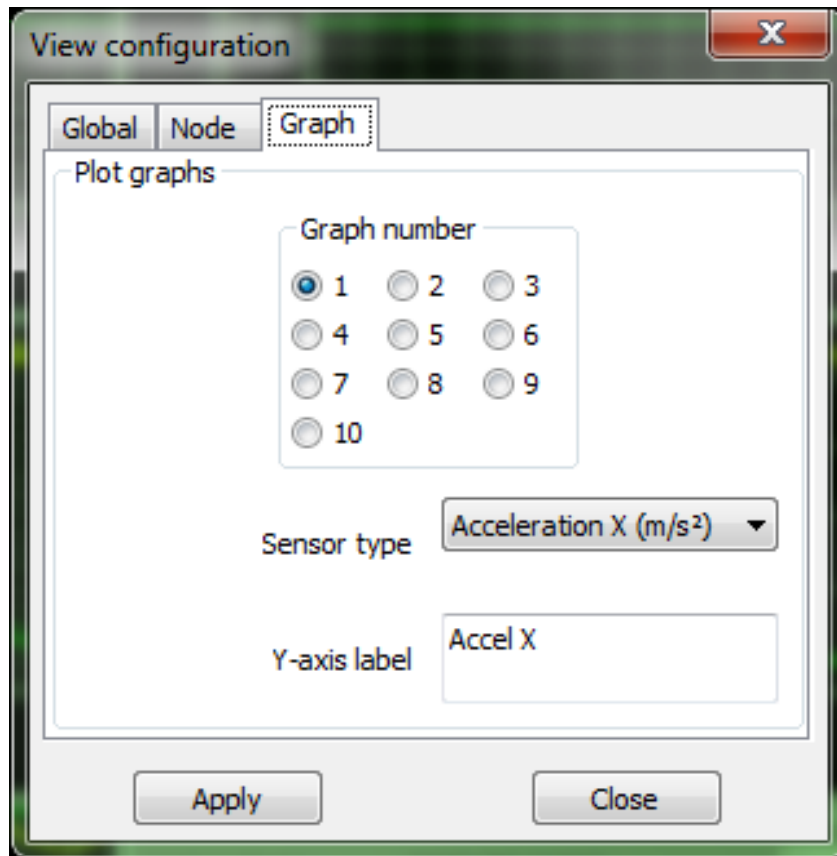 View configuration
Global Node Graph
Plot graphs
Graph number
1 2 3
4 5 6
7 8 9
10
Sensor type Acceleration X (m/s²)
Y-axis label Accel X
Apply Close